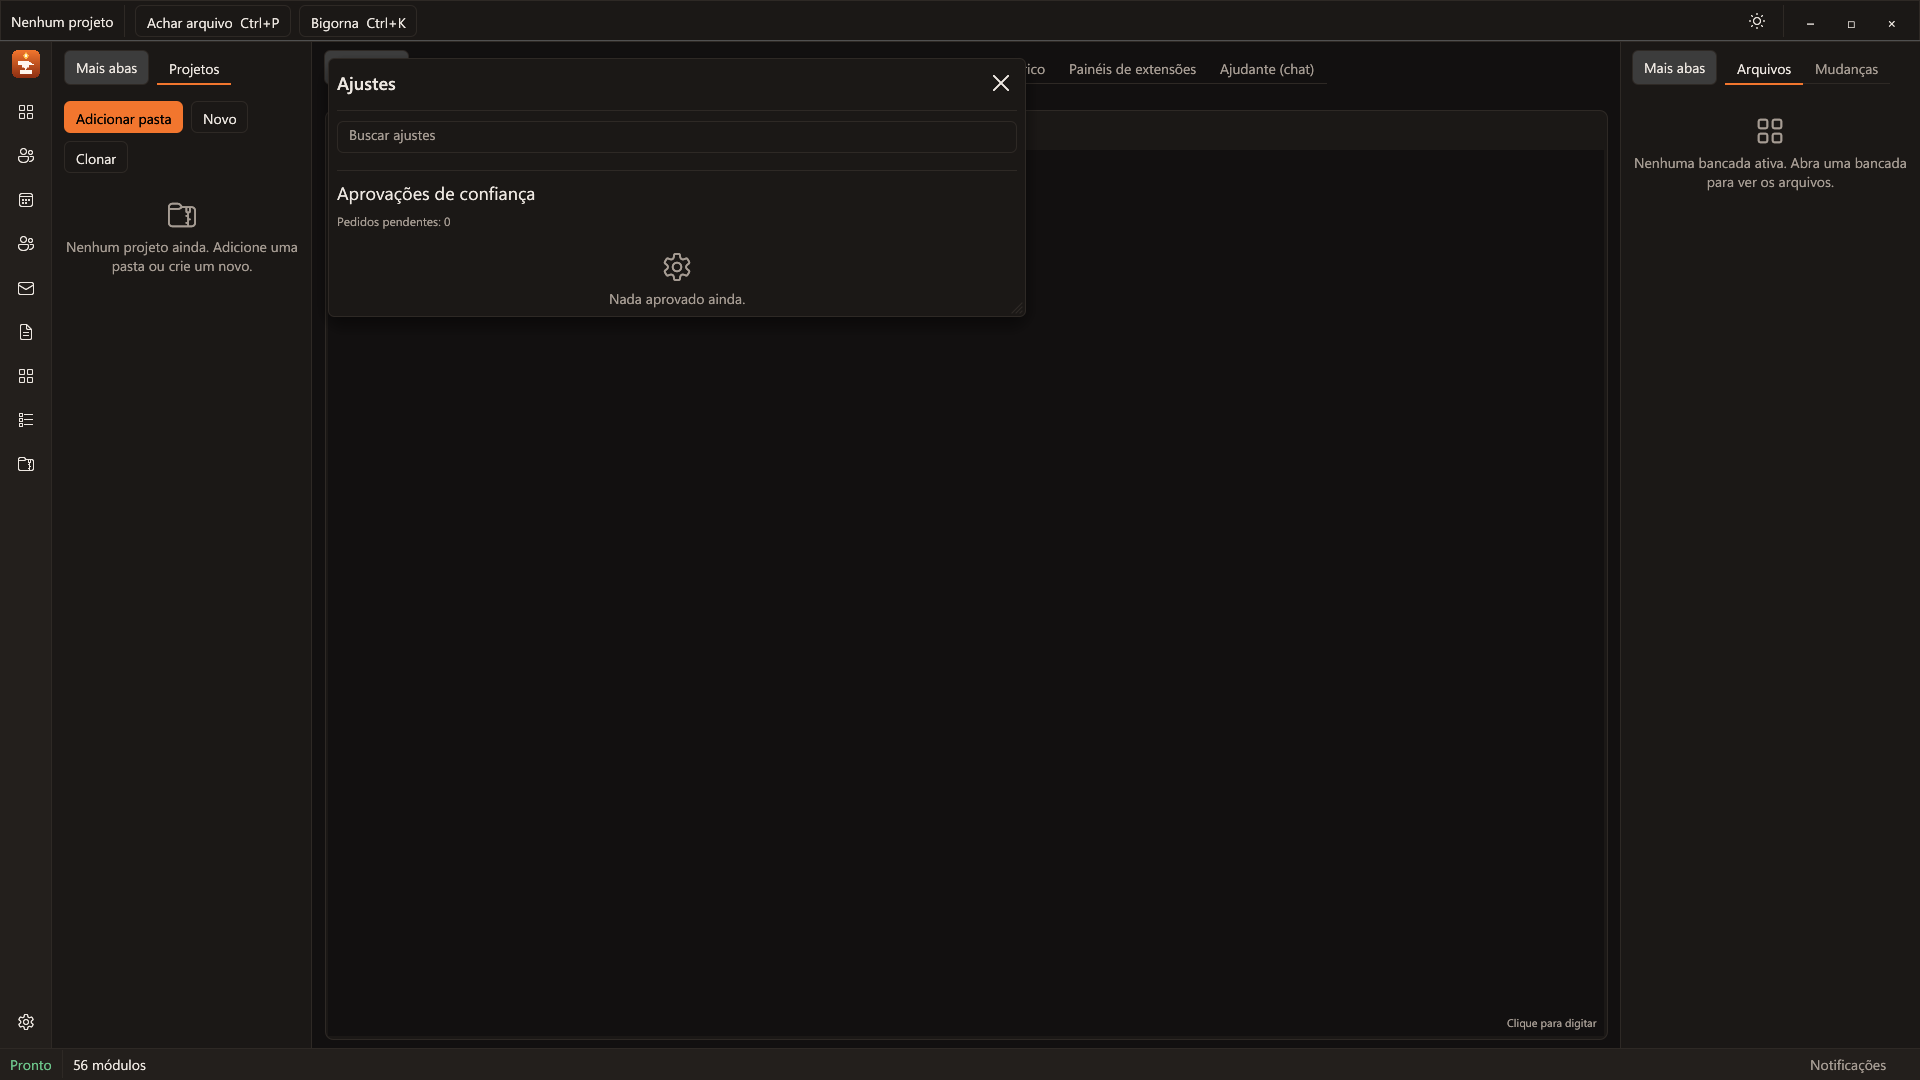 Nenhum projeto
Achar arquivo Ctrl+P
Bigorna Ctrl+K
Mais abas
Projetos
Adicionar pasta
Novo
Clonar
Nenhum projeto ainda. Adicione uma
pasta ou crie um novo.
Ajustes
Buscar ajustes
Aprovações de confiança
Pedidos pendentes: 0
Nada aprovado ainda.
Painéis de extensões
Ajudante (chat)
Clique para digitar
Mais abas
Arquivos
Mudanças
Nenhuma bancada ativa. Abra uma bancada
para ver os arquivos.
Pronto
56 módulos
Notificações